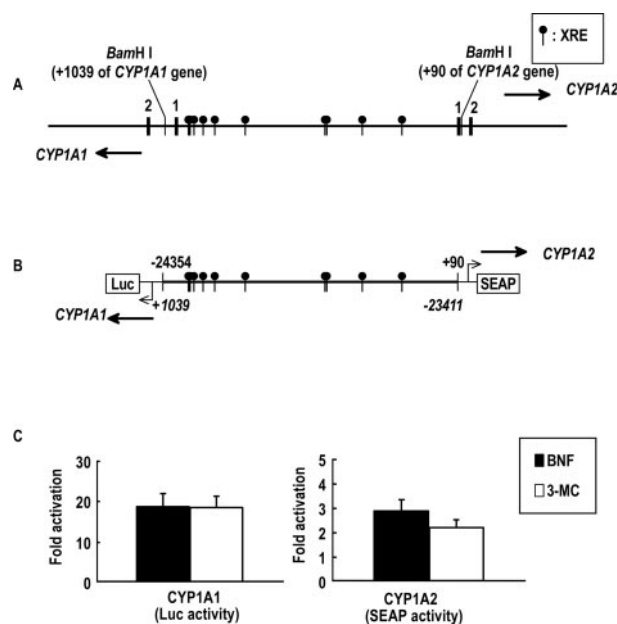 : XRE
BamH I
(+1039 of CYP1A1 gene)
BamH I
(+90 of CYP1A2 gene)
A
CYP1A2
2 1 1 2
CYP1A1
B
-24354
+90
CYP1A2
Luc
SEAP
CYP1A1
+1039
-23411
C
BNF
3-MC
Fold activation
30
20
10
0
CYP1A1
(Luc activity)
Fold activation
5
4
3
2
1
0
CYP1A2
(SEAP activity)